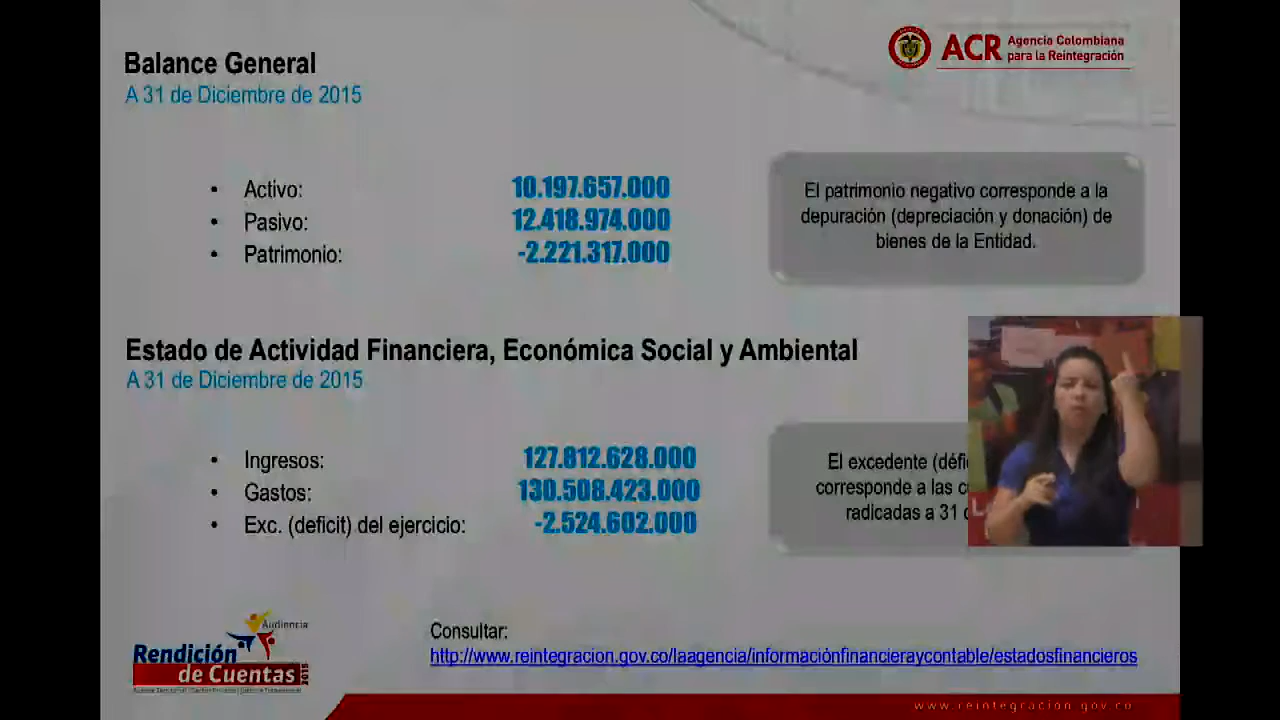 Balance General
A 31 de Diciembre de 2015
ACR Agencia Colombiana
para la Reintegración
• Activo: 10.197.657.000
• Pasivo: 12.418.974.000
• Patrimonio: -2.221.317.000
El patrimonio negativo corresponde a la
depuración (depreciación y donación) de
bienes de la Entidad.
Estado de Actividad Financiera, Económica Social y Ambiental
A 31 de Diciembre de 2015
• Ingresos: 127.812.628.000
• Gastos: 130.508.423.000
• Exc. (deficit) del ejercicio: -2.524.602.000
El excedente
corresponde a las
radicadas a 31
Audiencia
Rendición
de Cuentas 2015
Consultar:
http://www.reintegracion.gov.co/laagencia/informaciónfinancieraycontable/estadosfinancieros
www.reintegracion.gov.co